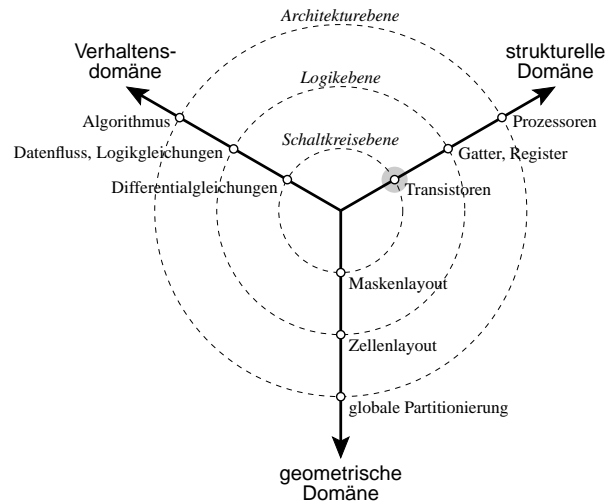 Architekturebene
Verhaltens-
domäne
strukturelle
Domäne
Logikebene
Algorithmus
Prozessoren
Schaltkreisebene
Datenfluss, Logikgleichungen
Gatter, Register
Differentialgleichungen
Transistoren
Maskenlayout
Zellenlayout
globale Partitionierung
geometrische
Domäne